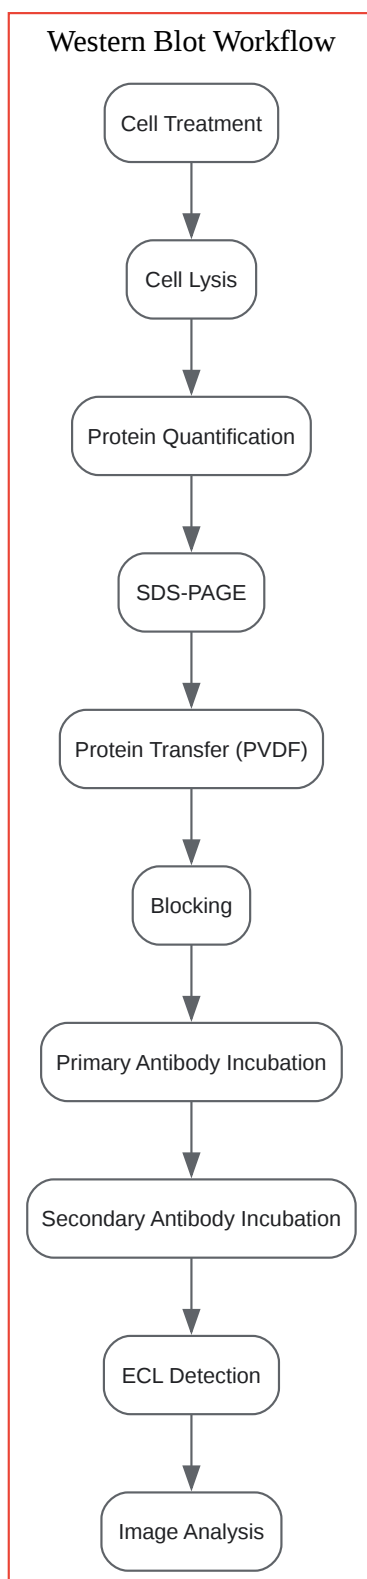 Western Blot Workflow
Cell Treatment
Cell Lysis
Protein Quantification
SDS-PAGE
Protein Transfer (PVDF)
Blocking
Primary Antibody Incubation
Secondary Antibody Incubation
ECL Detection
Image Analysis